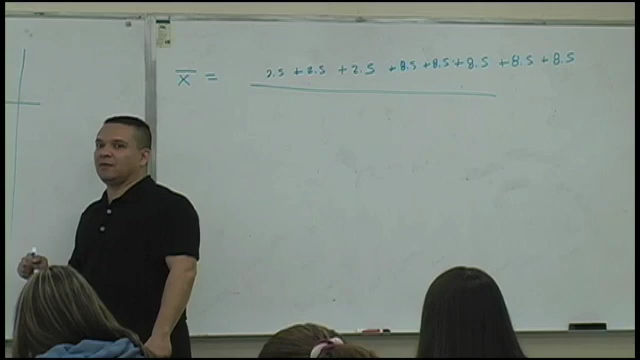 x̄ = 2.5 + 8.5 + 2.5 + 8.5 + 8.5 + 8.5 + 8.5 + 8.5